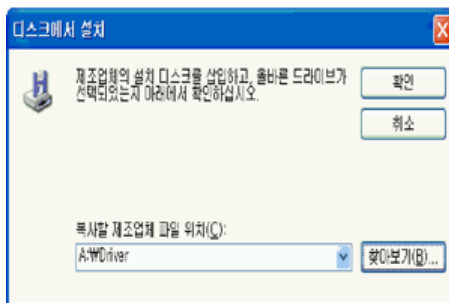 디스크에서 설치
제조업체의 설치 디스크를 삽입하고, 올바른 드라이브가
선택되었는지 아래에서 확인하십시오.
확인
취소
복사할 제조업체 파일 위치(C):
A:₩Driver
찾아보기(B)...